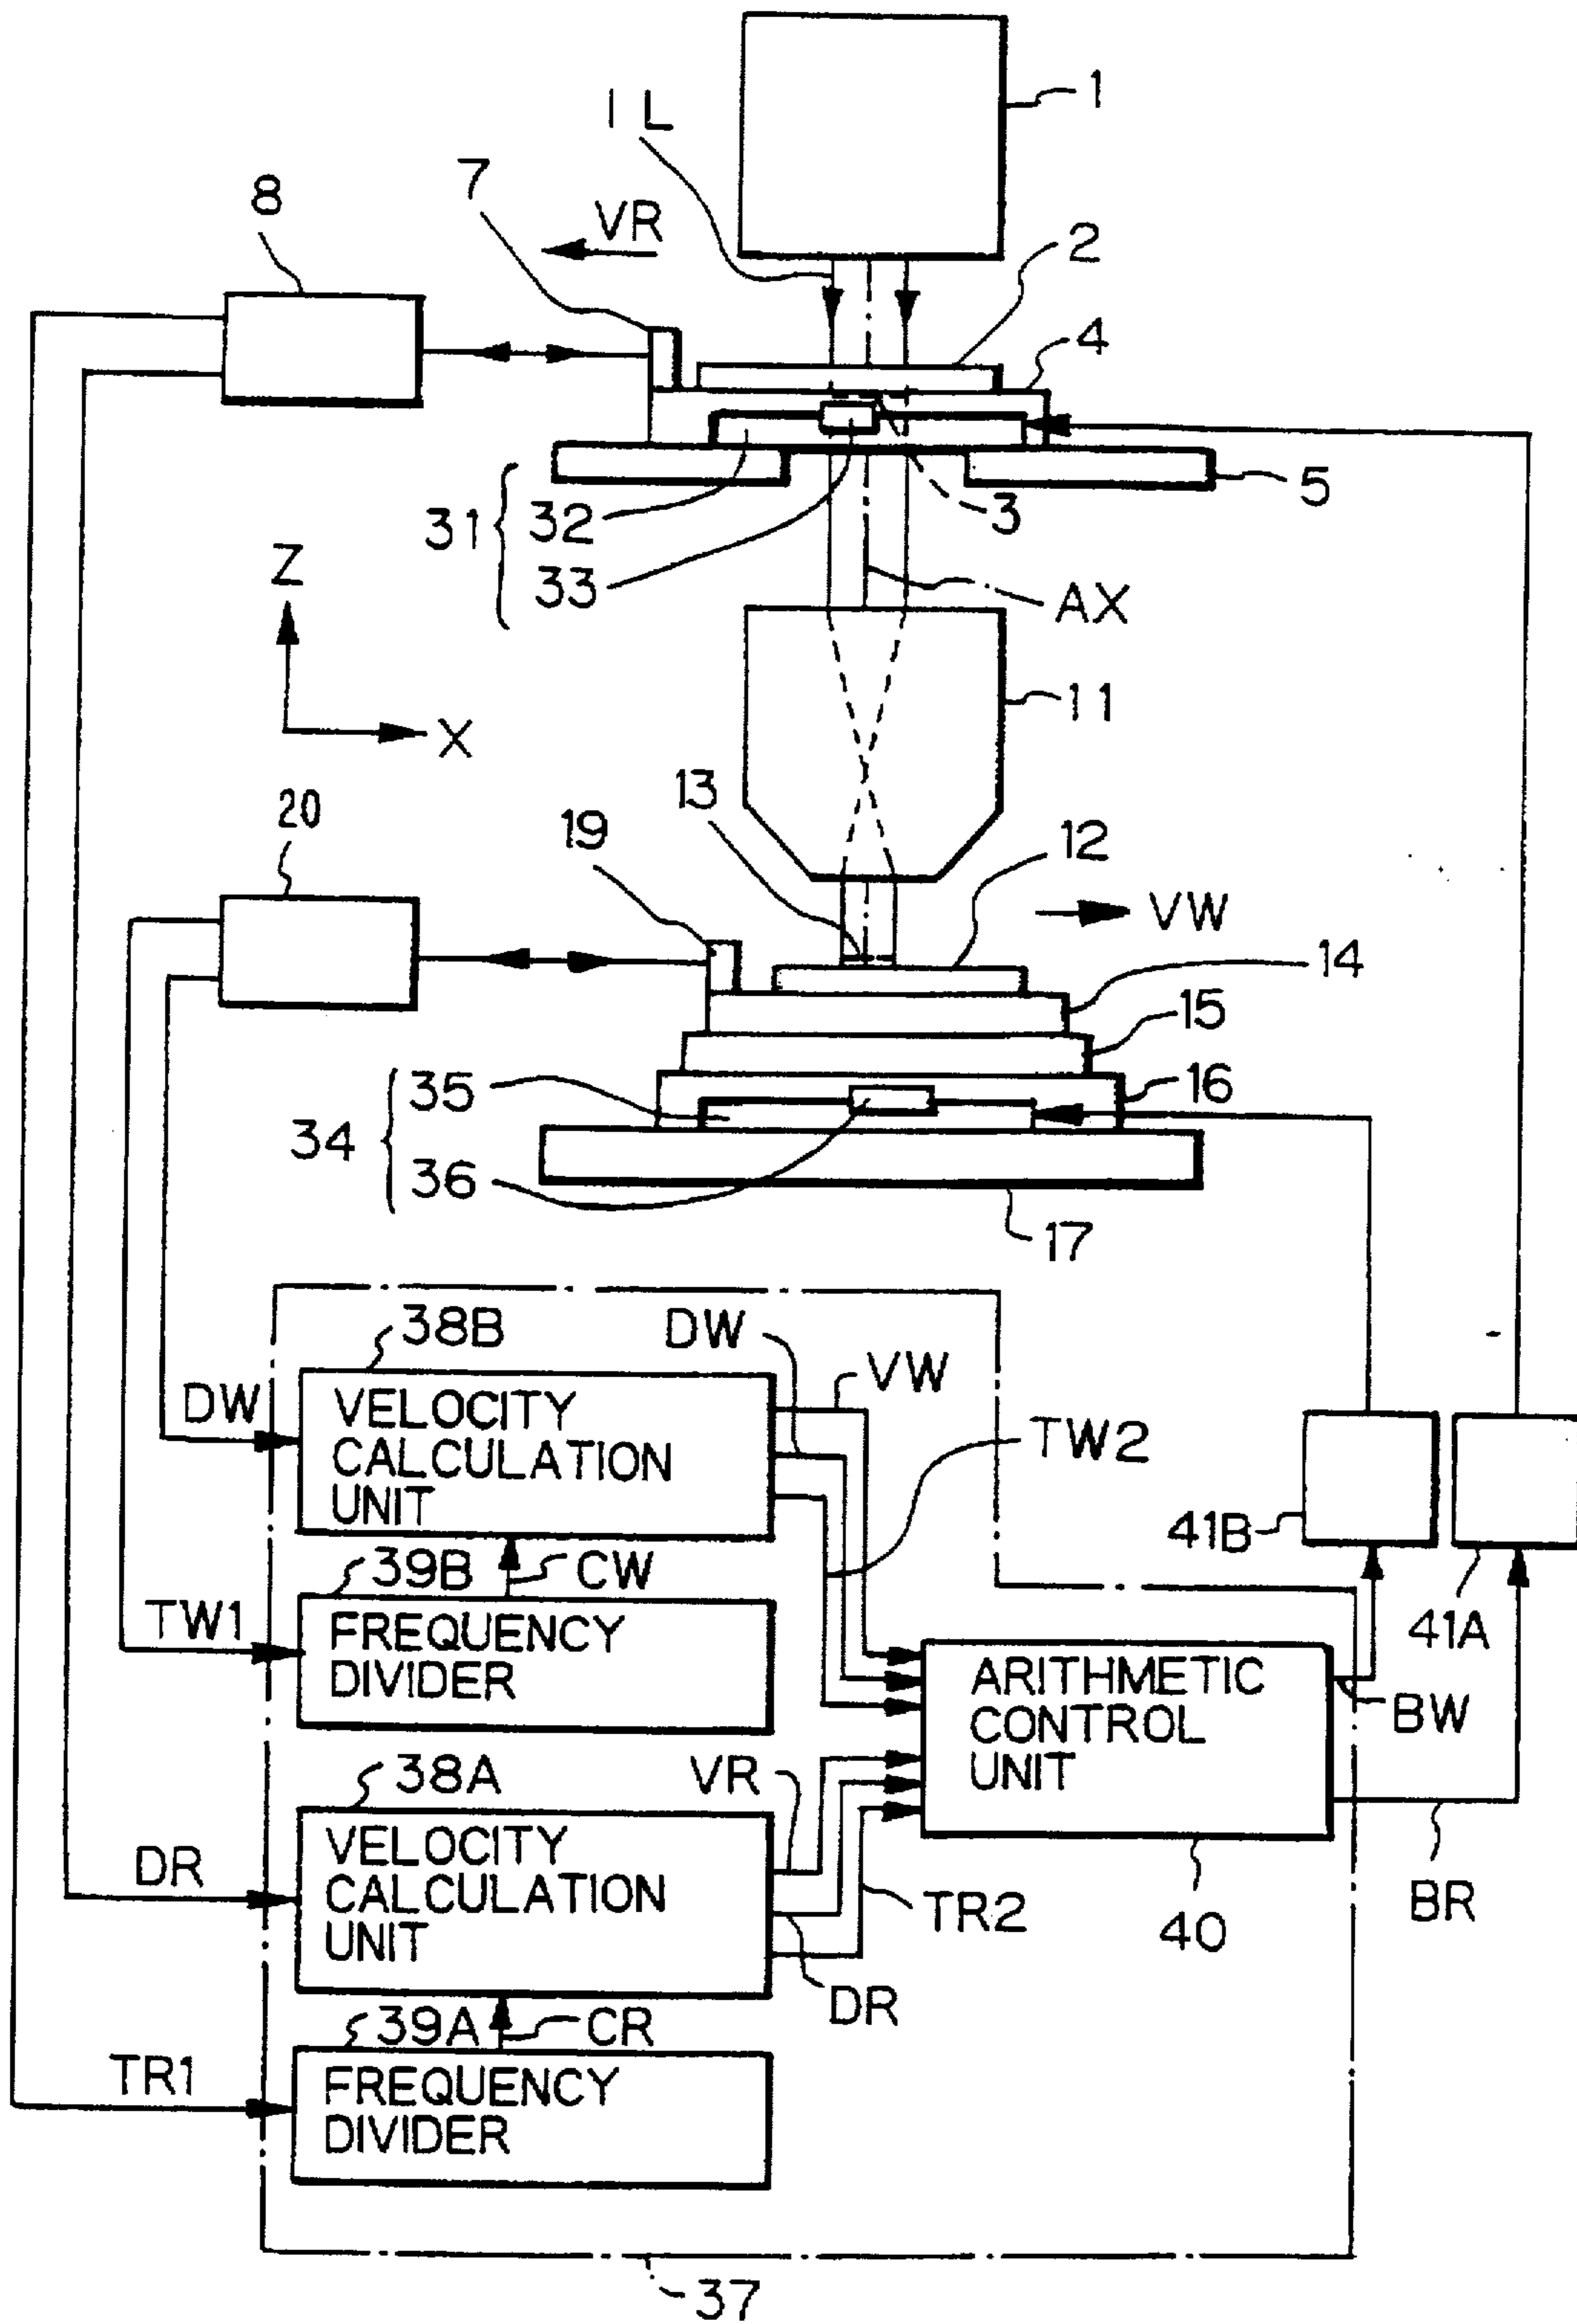 1
IL
7
8
VR
2
4
5
3
31
32
33
Z
AX
X
11
13
20
19
12
VW
14
15
16
35
34
36
17
38B
DW
VW
DW
VELOCITY
CALCULATION
UNIT
TW2
41B
41A
39B
CW
TW1
FREQUENCY
DIVIDER
ARITHMETIC
CONTROL
UNIT
BW
38A
VR
VELOCITY
CALCULATION
UNIT
DR
TR2
40
BR
DR
39A
CR
TR1
FREQUENCY
DIVIDER
37